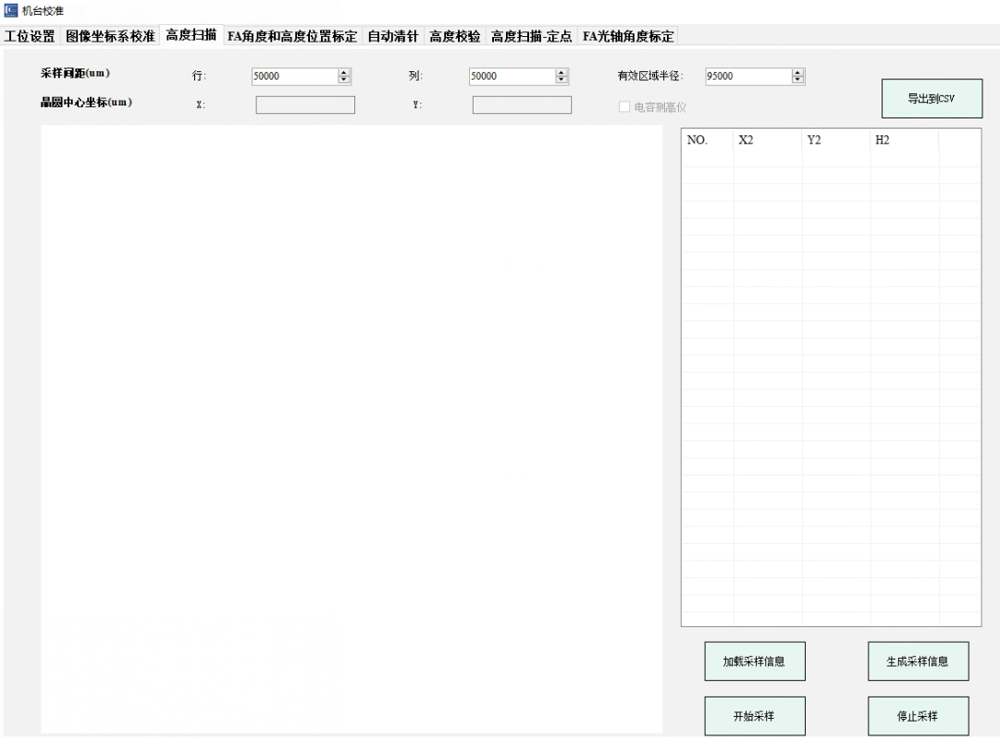 机台校准
工位设置 图像坐标系校准 高度扫描 FA角度和高度位置标定 自动清针 高度校验 高度扫描-定点 FA光轴角度标定
采样间距(um) 行: 50000 列: 50000 有效区域半径: 95000
晶圆中心坐标(um) X: Y: 电容测高仪
导出到CSV
NO. X2 Y2 H2
加载采样信息 生成采样信息
开始采样 停止采样